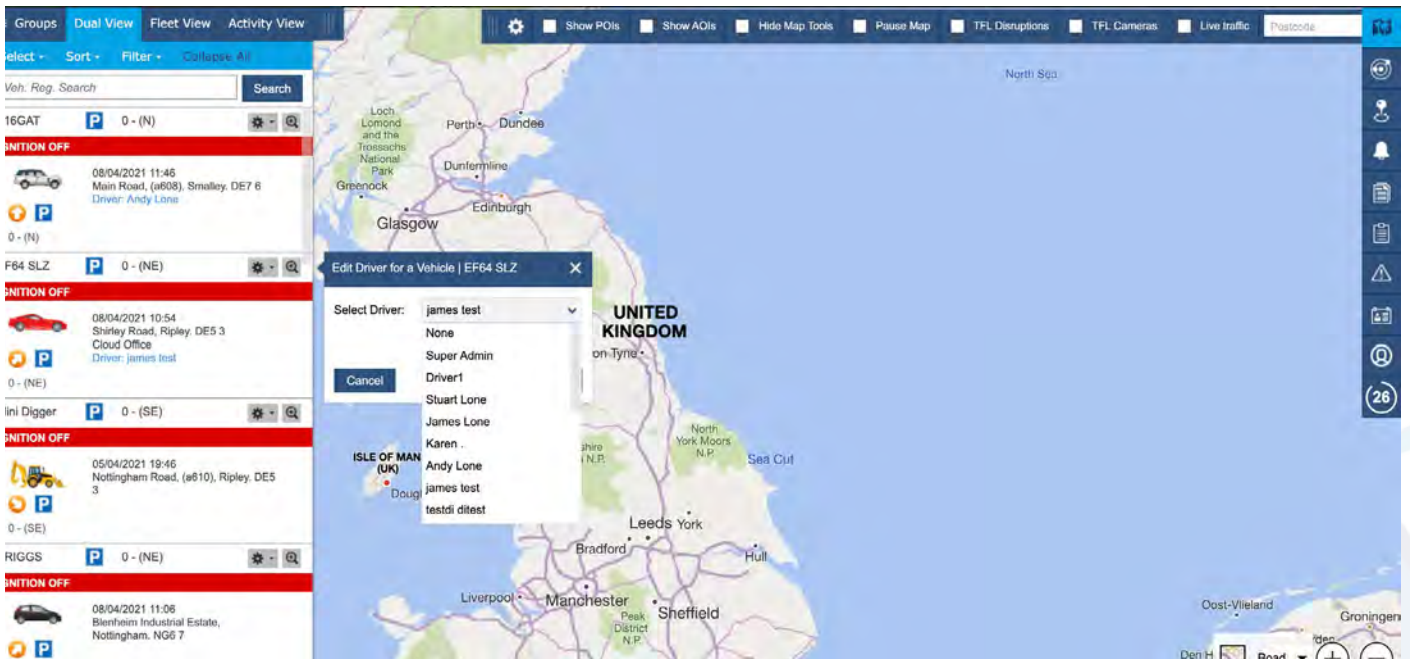 Groups Dual View Fleet View Activity View
Select Sort Filter Collapse All
Veh. Reg. Search Search
16GAT P 0 - (N)
GNITION OFF
08/04/2021 11:46
Main Road, (a608), Smalley. DE7 6
Driver: Andy Lone
P
0 - (N)
F64 SLZ P 0 - (NE)
GNITION OFF
08/04/2021 10:54
Shirley Road, Ripley. DE5 3
Cloud Office
Driver: james test
P
0 - (NE)
ini Digger P 0 - (SE)
GNITION OFF
05/04/2021 19:46
Nottingham Road, (a610), Ripley. DE5
3
P
0 - (SE)
RIGGS P 0 - (NE)
GNITION OFF
08/04/2021 11:06
Blenheim Industrial Estate,
Nottingham. NG6 7
P
Show POIs Show AOIs Hide Map Tools Pause Map TFL Disruptions TFL Cameras Live traffic Postcode
Edit Driver for a Vehicle | EF64 SLZ
Select Driver: james test
None
Super Admin
Driver1
Stuart Lone
James Lone
Karen .
Andy Lone
james test
testdi ditest
Cancel
North Sea
Loch
Lomond
and the
Trossachs
National
Park
Perth
Dundee
Dunfermline
Greenock
Edinburgh
Glasgow
UNITED
KINGDOM
on Tyne
ISLE OF MAN
(UK)
Doug
shire
N.P.
North
York Moors
N.P.
Sea Cut
Leeds
York
Bradford
Hull
Liverpool
Manchester
Peak
District
N.P.
Sheffield
Oost-Vlieland
Groningen
Den H
Road
26